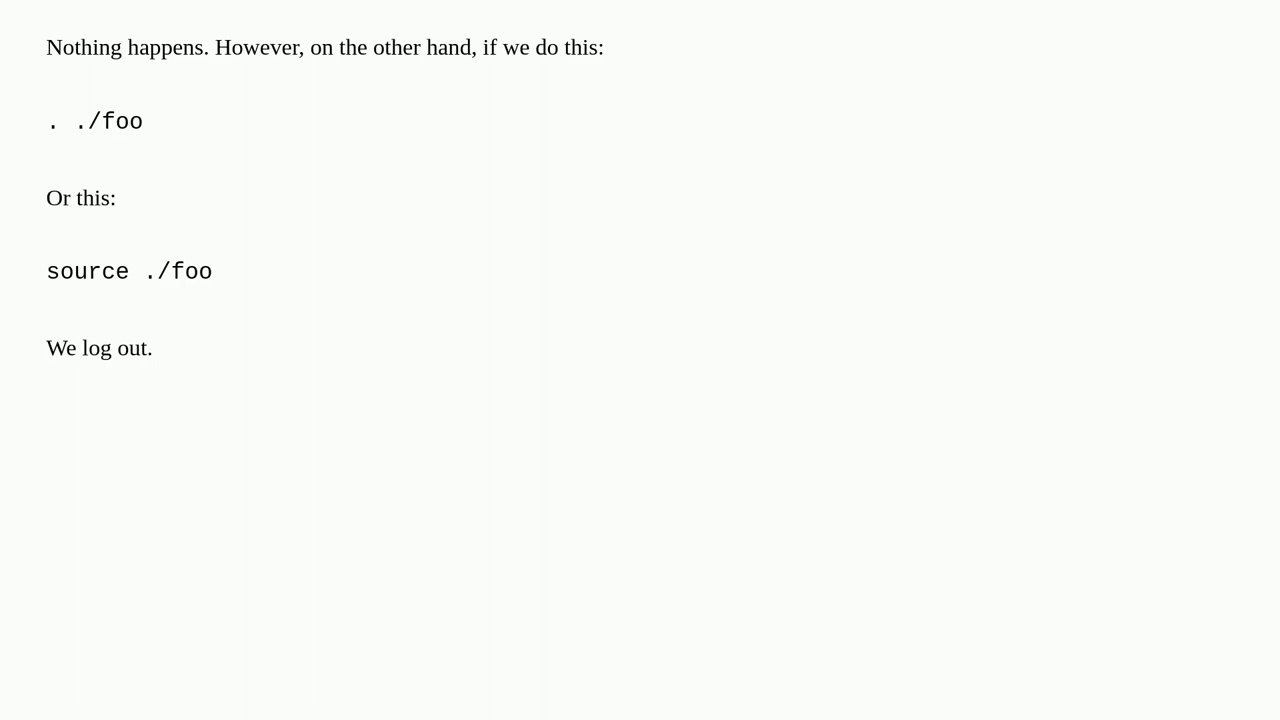 Nothing happens. However, on the other hand, if we do this:
. ./foo
Or this:
source ./foo
We log out.